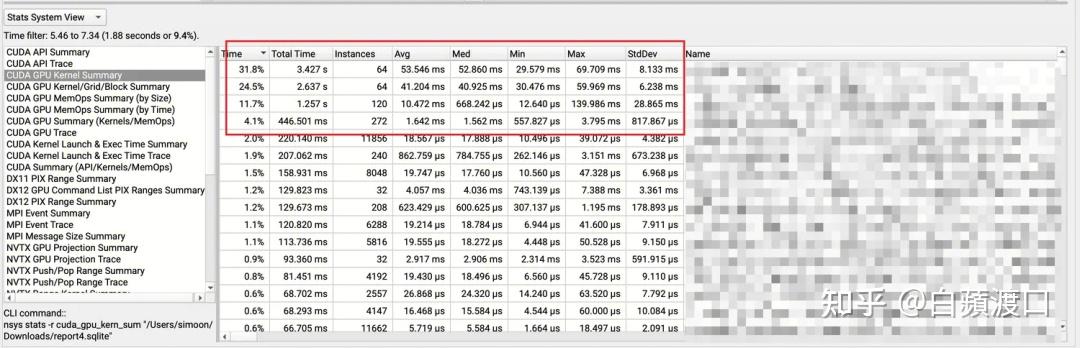 Stats System View
Time filter: 5.46 to 7.34 (1.88 seconds or 9.4%).
CUDA API Summary
CUDA API Trace
CUDA GPU Kernel Summary
CUDA GPU Kernel/Grid/Block Summary
CUDA GPU MemOps Summary (by Size)
CUDA GPU MemOps Summary (by Time)
CUDA GPU Summary (Kernels/MemOps)
CUDA GPU Trace
CUDA Kernel Launch & Exec Time Summary
CUDA Kernel Launch & Exec Time Trace
CUDA Summary (API/Kernels/MemOps)
DX11 PIX Range Summary
DX12 GPU Command List PIX Ranges Summary
DX12 PIX Range Summary
MPI Event Summary
MPI Event Trace
MPI Message Size Summary
NVTX GPU Projection Summary
NVTX GPU Projection Trace
NVTX Push/Pop Range Summary
NVTX Push/Pop Range Trace
NVTX Range Kernel Summary
CLI command::
nsys stats -r cuda_gpu_kern_sum "/Users/simoon/
Downloads/report4.sqlite"
Time Total Time Instances Avg Med Min Max StdDev Name
31.8% 3.427 s 64 53.546 ms 52.860 ms 29.579 ms 69.709 ms 8.133 ms
24.5% 2.637 s 64 41.204 ms 40.925 ms 30.476 ms 59.969 ms 6.238 ms
11.7% 1.257 s 120 10.472 ms 668.242 μs 12.640 μs 139.986 ms 28.865 ms
4.1% 446.501 ms 272 1.642 ms 1.562 ms 557.827 μs 3.795 ms 817.867 μs
2.0% 220.140 ms 11856 18.567 μs 17.888 μs 10.496 μs 39.072 μs 4.382 μs
1.9% 207.062 ms 240 862.759 μs 784.755 μs 262.146 μs 3.151 ms 673.238 μs
1.5% 158.931 ms 8048 19.747 μs 17.760 μs 10.560 μs 47.328 μs 6.968 μs
1.2% 129.823 ms 32 4.057 ms 4.036 ms 743.139 μs 7.388 ms 3.361 ms
1.2% 129.673 ms 208 623.429 μs 600.625 μs 307.137 μs 1.195 ms 178.893 μs
1.1% 120.820 ms 6288 19.214 μs 18.784 μs 6.944 μs 41.600 μs 7.911 μs
1.1% 113.736 ms 5816 19.555 μs 18.272 μs 4.448 μs 50.528 μs 9.150 μs
0.9% 93.360 ms 32 2.917 ms 2.906 ms 2.314 ms 3.523 ms 591.915 μs
0.8% 81.451 ms 4192 19.430 μs 18.496 μs 6.560 μs 45.728 μs 9.110 μs
0.6% 68.702 ms 2557 26.868 μs 24.320 μs 14.240 μs 63.520 μs 7.792 μs
0.6% 68.293 ms 4147 16.468 μs 15.584 μs 4.544 μs 60.000 μs 10.084 μs
0.6% 66.705 ms 11662 5.719 μs 5.584 μs 1.664 μs 18.497 μs 2.091 μs
知乎 @白蘋渡口